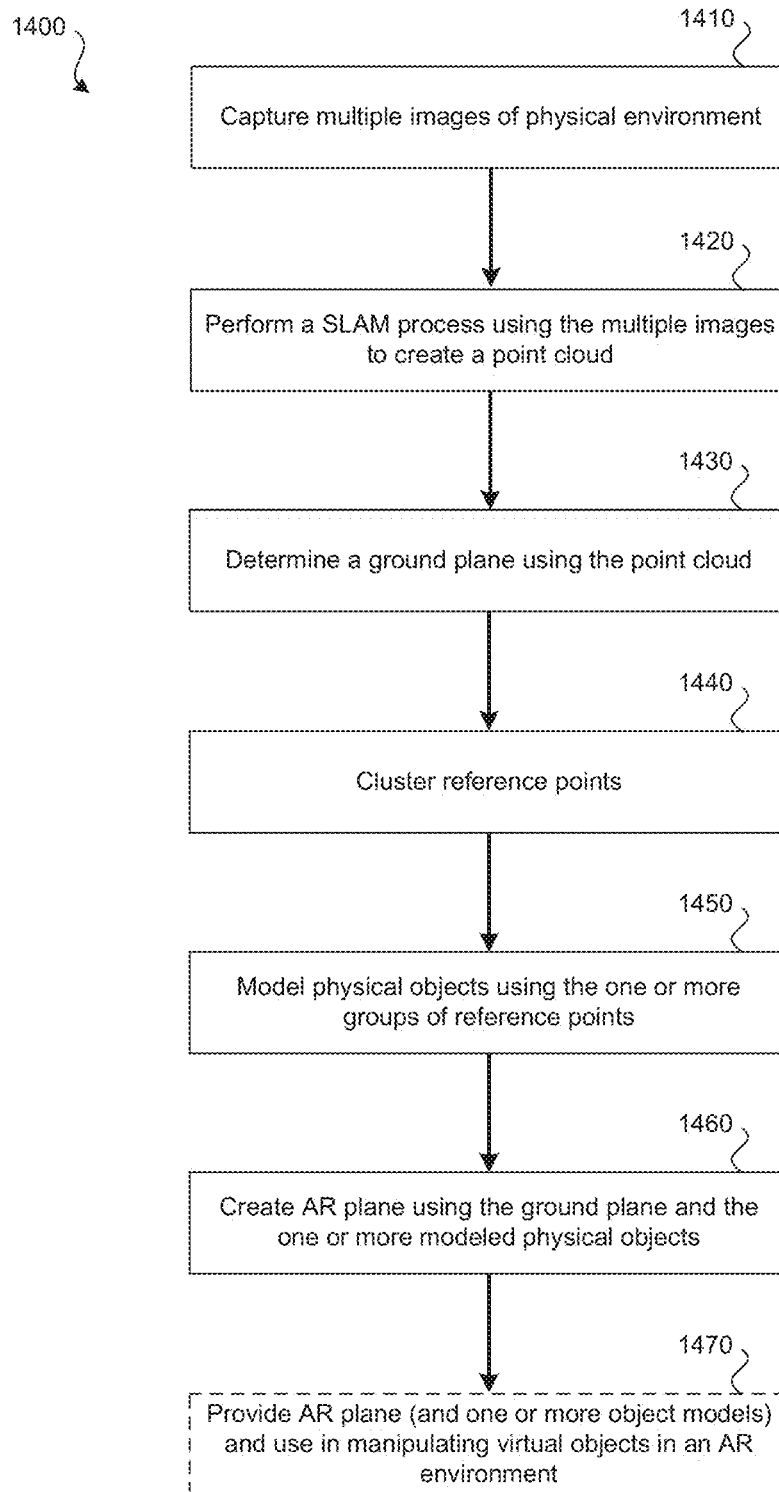 1400
1410
Capture multiple images of physical environment
1420
Perform a SLAM process using the multiple images
to create a point cloud
1430
Determine a ground plane using the point cloud
1440
Cluster reference points
1450
Model physical objects using the one or more
groups of reference points
1460
Create AR plane using the ground plane and the
one or more modeled physical objects
1470
Provide AR plane (and one or more object models)
and use in manipulating virtual objects in an AR
environment